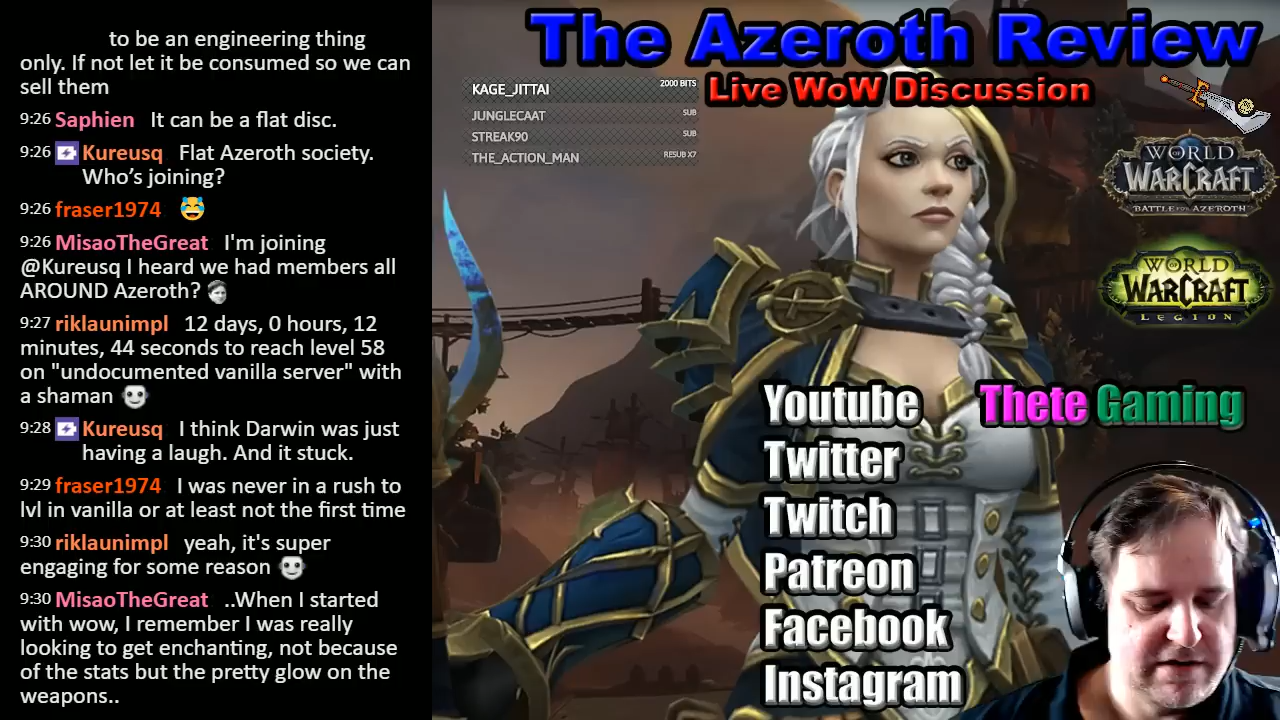 to be an engineering thing
only. If not let it be consumed so we can
sell them
9:26 Saphien It can be a flat disc.
9:26 Kureusq Flat Azeroth society.
Who's joining?
9:26 fraser1974
9:26 MisaoTheGreat I'm joining
@Kureusq I heard we had members all
AROUND Azeroth?
9:27 riklaunimpl 12 days, 0 hours, 12
minutes, 44 seconds to reach level 58
on "undocumented vanilla server" with
a shaman
9:28 Kureusq I think Darwin was just
having a laugh. And it stuck.
9:29 fraser1974 I was never in a rush to
lvl in vanilla or at least not the first time
9:30 riklaunimpl yeah, it's super
engaging for some reason
9:30 MisaoTheGreat ..When I started
with wow, I remember I was really
looking to get enchanting, not because
of the stats but the pretty glow on the
weapons..
The Azeroth Review
Live WoW Discussion
KAGE_JITTAI 2000 BITS
JUNGLECAAT SUB
STREAK90 SUB
THE_ACTION_MAN RESUB X7
WORLD
OF
WARCRAFT
BATTLE FOR AZEROTH
WORLD
OF
WARCRAFT
LEGION
Youtube Thete Gaming
Twitter
Twitch
Patreon
Facebook
Instagram